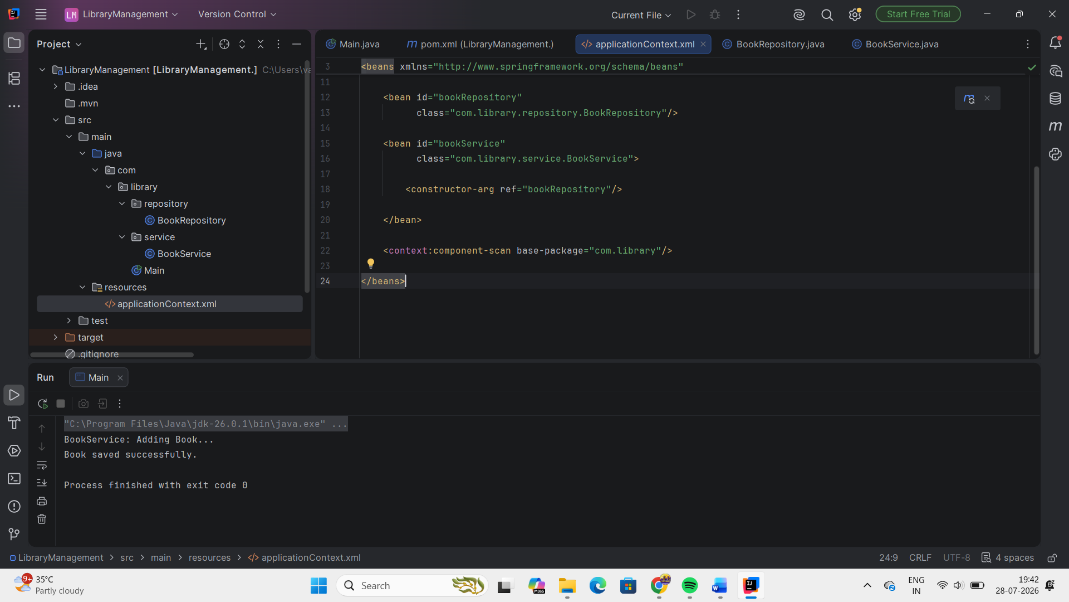 LM LibraryManagement Version Control Current File Start Free Trial
Project
LibraryManagement [LibraryManagement.]
.idea
.mvn
src
main
java
com
library
repository
BookRepository
service
BookService
Main
resources
applicationContext.xml
test
target
.gitignore
Main.java pom.xml (LibraryManagement.) applicationContext.xml BookRepository.java BookService.java
3 <beans xmlns="http://www.springframework.org/schema/beans"
11
12 <bean id="bookRepository"
13 class="com.library.repository.BookRepository"/>
14
15 <bean id="bookService"
16 class="com.library.service.BookService">
17
18 <constructor-arg ref="bookRepository"/>
19
20 </bean>
21
22 <context:component-scan base-package="com.library"/>
23
24 </beans>
Run Main
"C:\Program Files\Java\jdk-26.0.1\bin\java.exe" ...
BookService: Adding Book...
Book saved successfully.
Process finished with exit code 0
LibraryManagement > src > main > resources > applicationContext.xml 24:9 CRLF UTF-8 4 spaces
35°C
Partly cloudy
Search
ENG
IN
19:42
28-07-2026